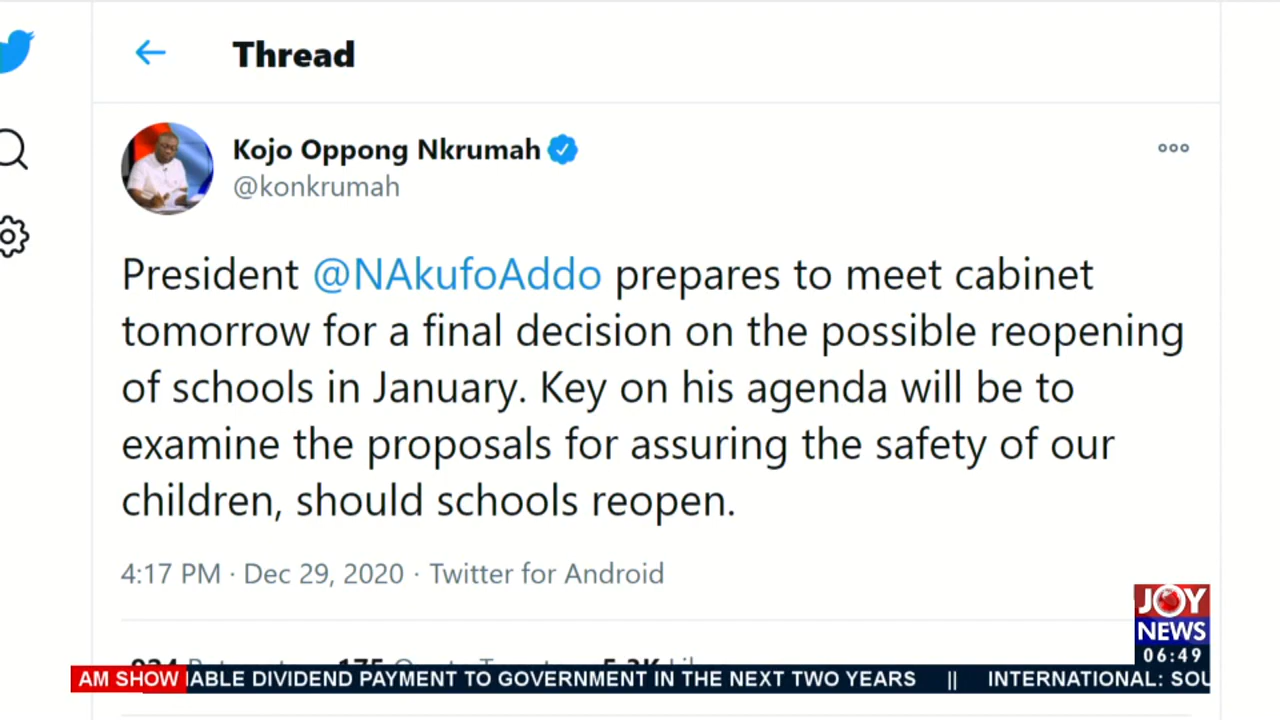 Thread
Kojo Oppong Nkrumah
@konkrumah
President @NAkufoAddo prepares to meet cabinet
tomorrow for a final decision on the possible reopening
of schools in January. Key on his agenda will be to
examine the proposals for assuring the safety of our
children, should schools reopen.
4:17 PM · Dec 29, 2020 · Twitter for Android
JOY
NEWS
06:49
AM SHOW
DIVIDEND PAYMENT TO GOVERNMENT IN THE NEXT TWO YEARS || INTERNATIONAL: